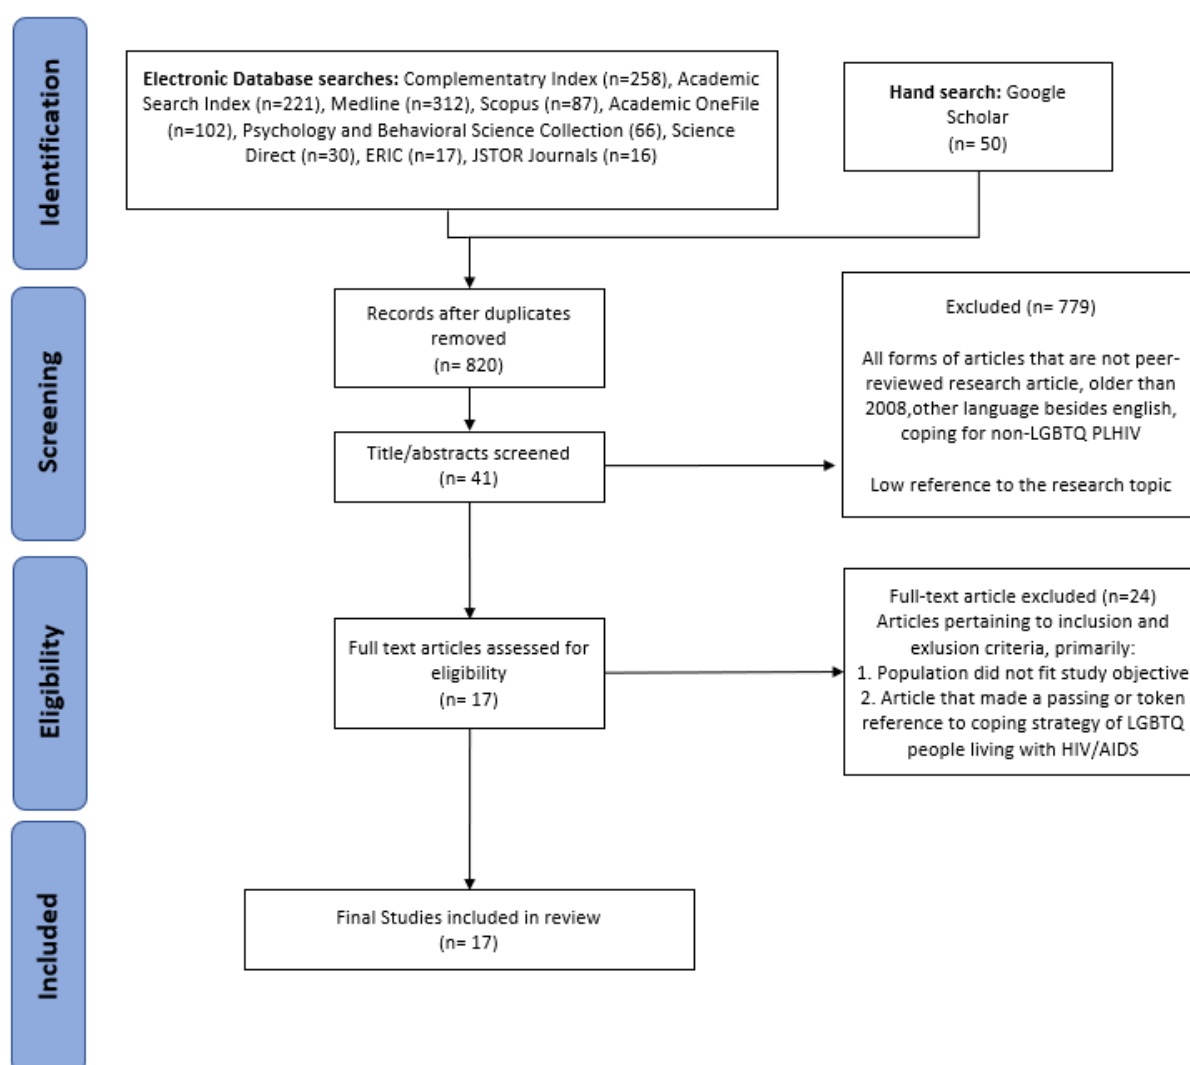 Identification
Electronic Database searches: Complementatry Index (n=258), Academic
Search Index (n=221), Medline (n=312), Scopus (n=87), Academic OneFile
(n=102), Psychology and Behavioral Science Collection (66), Science
Direct (n=30), ERIC (n=17), JSTOR Journals (n=16)
Hand search: Google
Scholar
(n= 50)
Screening
Records after duplicates
removed
(n= 820)
Excluded (n= 779)
All forms of articles that are not peer-
reviewed research article, older than
2008,other language besides english,
coping for non-LGBTQ PLHIV
Low reference to the research topic
Title/abstracts screened
(n= 41)
Eligibility
Full text articles assessed for
eligibility
(n= 17)
Full-text article excluded (n=24)
Articles pertaining to inclusion and
exlusion criteria, primarily:
1. Population did not fit study objective
2. Article that made a passing or token
reference to coping strategy of LGBTQ
people living with HIV/AIDS
Included
Final Studies included in review
(n= 17)